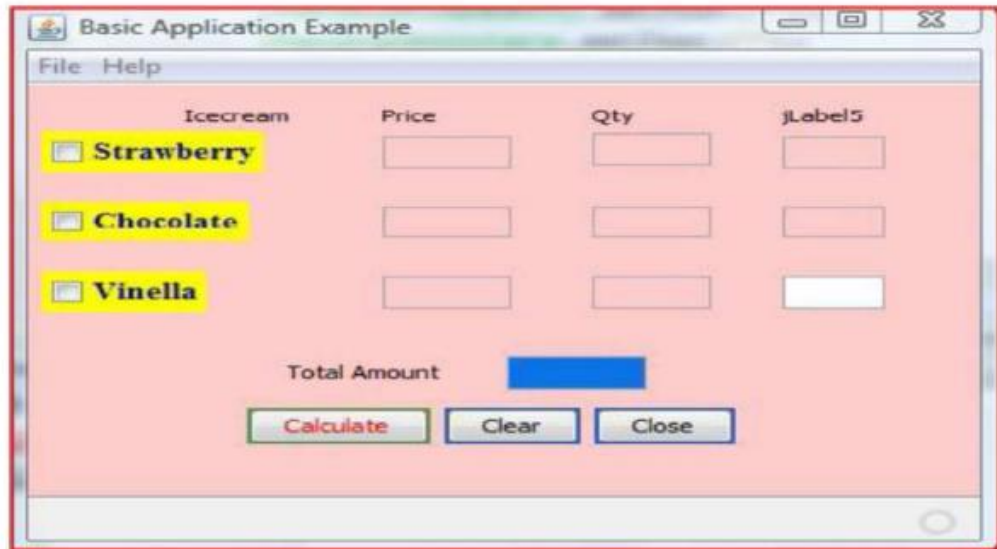 Basic Application Example
File Help
Icecream Price Qty jLabel5
Strawberry
Chocolate
Vinella
Total Amount
Calculate Clear Close